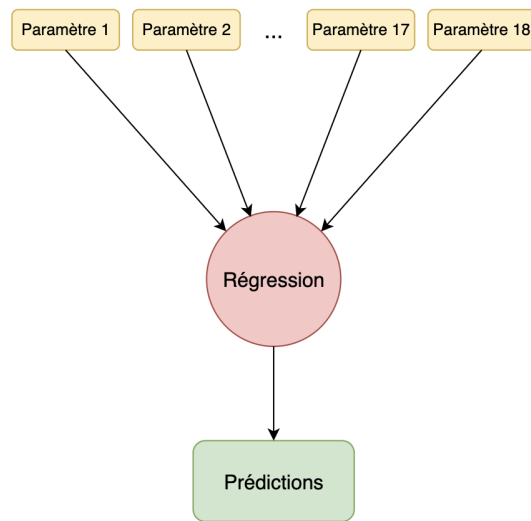 Paramètre 1
Paramètre 2
...
Paramètre 17
Paramètre 18
Régression
Prédictions